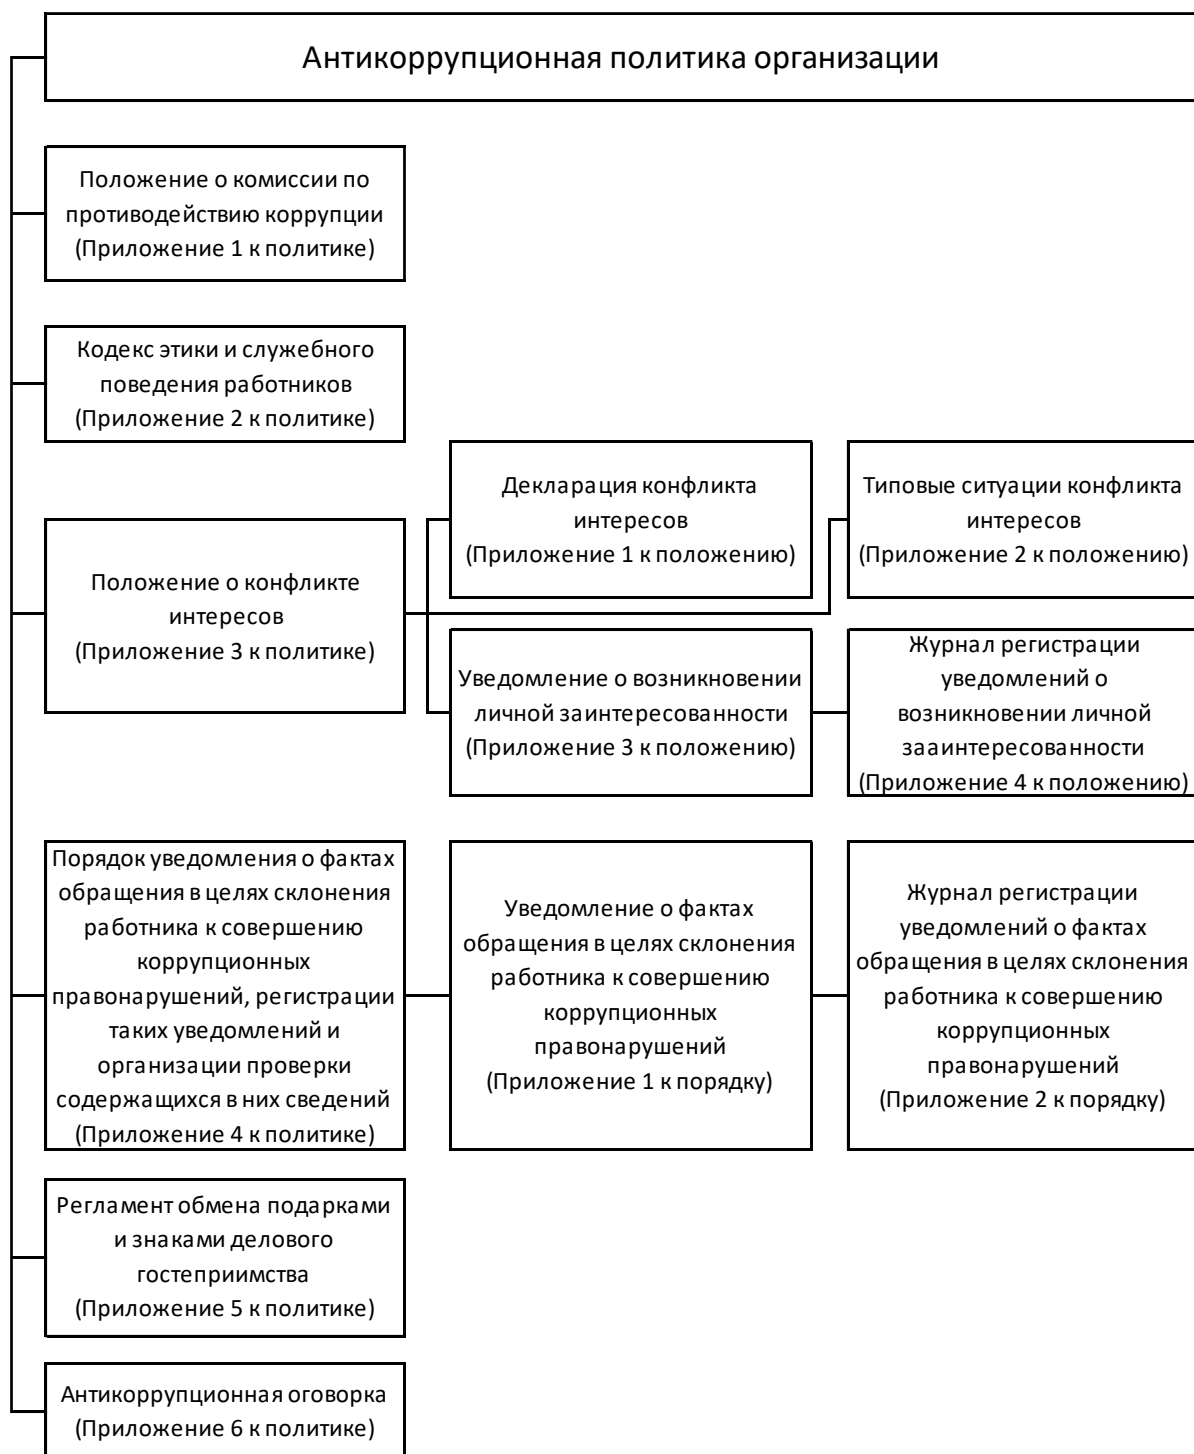 Антикоррупционная политика организации
Положение о комиссии по
противодействию коррупции
(Приложение 1 к политике)
Кодекс этики и служебного
поведения работников
(Приложение 2 к политике)
Положение о конфликте
интересов
(Приложение 3 к политике)
Декларация конфликта
интересов
(Приложение 1 к положению)
Типовые ситуации конфликта
интересов
(Приложение 2 к положению)
Уведомление о возникновении
личной заинтересованности
(Приложение 3 к положению)
Журнал регистрации
уведомлений о
возникновении личной
зааинтересованности
(Приложение 4 к положению)
Порядок уведомления о фактах
обращения в целях склонения
работника к совершению
коррупционных
правонарушений, регистрации
таких уведомлений и
организации проверки
содержащихся в них сведений
(Приложение 4 к политике)
Уведомление о фактах
обращения в целях склонения
работника к совершению
коррупционных
правонарушений
(Приложение 1 к порядку)
Журнал регистрации
уведомлений о фактах
обращения в целях склонения
работника к совершению
коррупционных
правонарушений
(Приложение 2 к порядку)
Регламент обмена подарками
и знаками делового
гостеприимства
(Приложение 5 к политике)
Антикоррупционная оговорка
(Приложение 6 к политике)